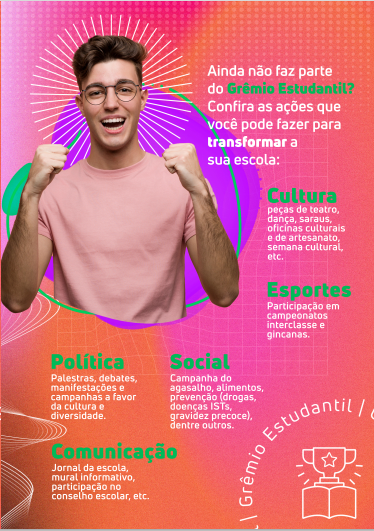 Ainda não faz parte
do Grêmio Estudantil?
Confira as ações que
você pode fazer para
transformar a
sua escola:
Cultura
peças de teatro,
dança, saraus,
oficinas culturais
e de artesanato,
semana cultural,
etc.
Esportes
Participação em
campeonatos
interclasse e
gincanas.
Política
Palestras, debates,
manifestações e
campanhas a favor
da cultura e
diversidade.
Social
Campanha do
agasalho, alimentos,
prevenção (drogas,
doenças ISTs,
gravidez precoce),
dentre outros.
Comunicação
Jornal da escola,
mural informativo,
participação no
conselho escolar, etc.
| Grêmio Estudantil |